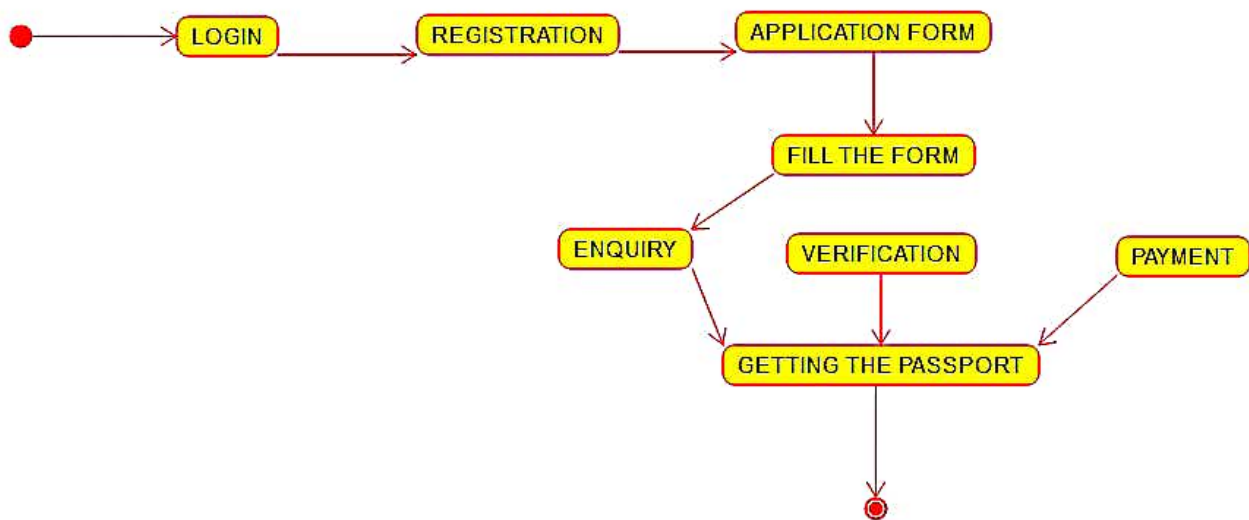 LOGIN
REGISTRATION
APPLICATION FORM
FILL THE FORM
ENQUIRY
VERIFICATION
PAYMENT
GETTING THE PASSPORT